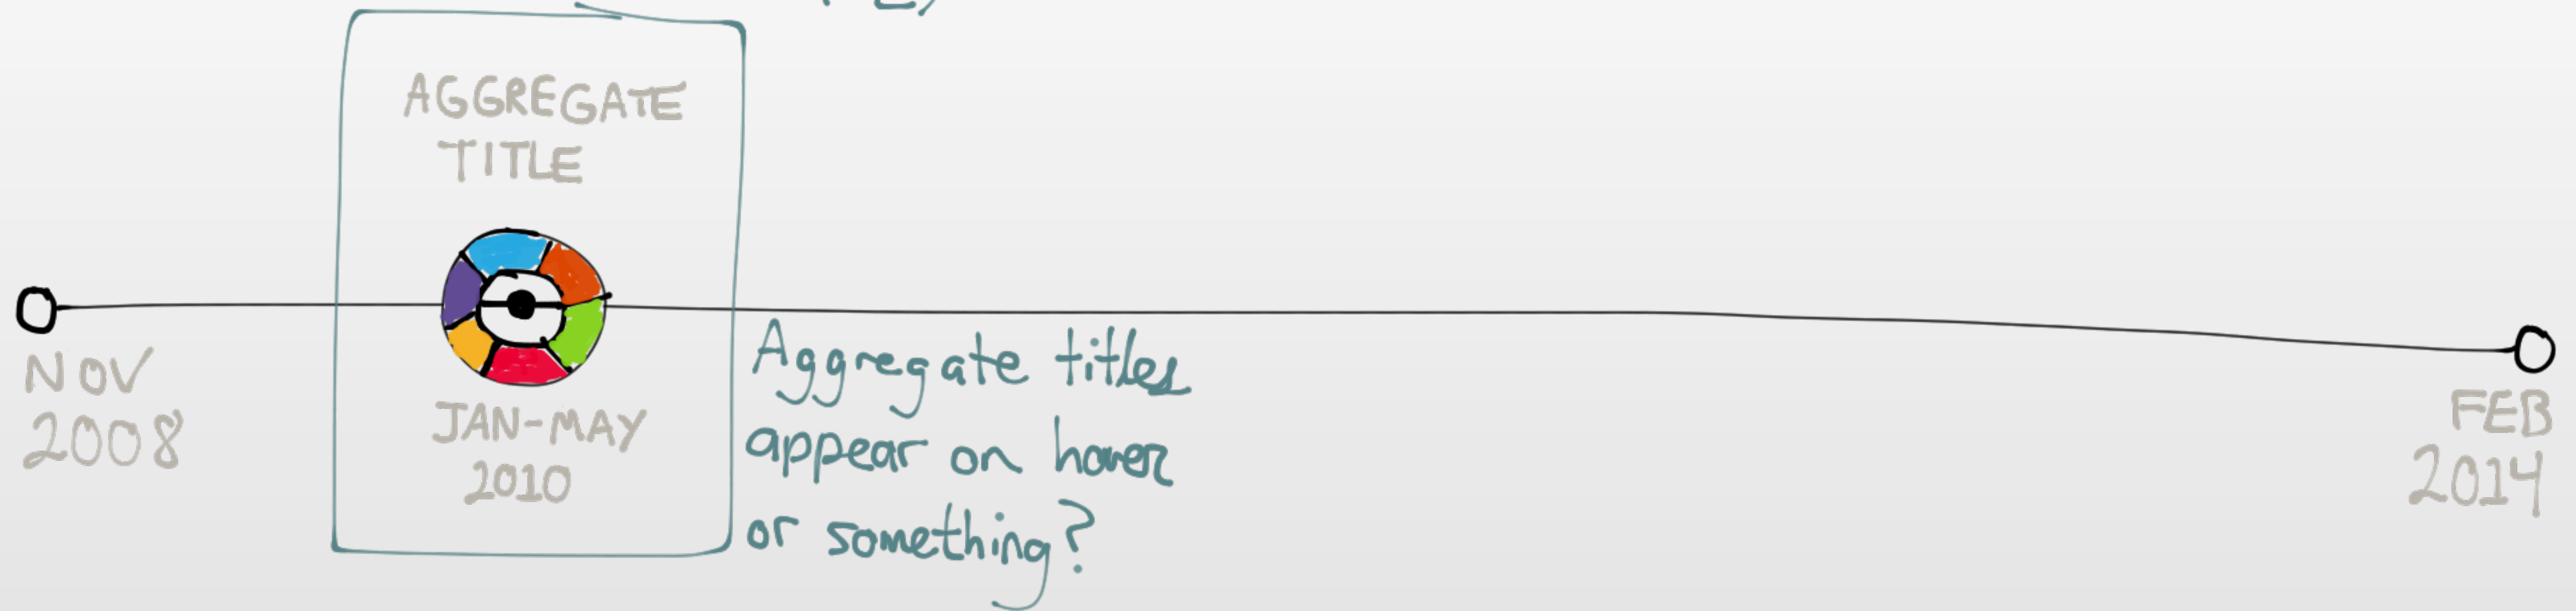 AGGREGATE
TITLE
NOV
2008
JAN-MAY
2010
Aggregate titles
appear on hover
or something?
FEB
2014